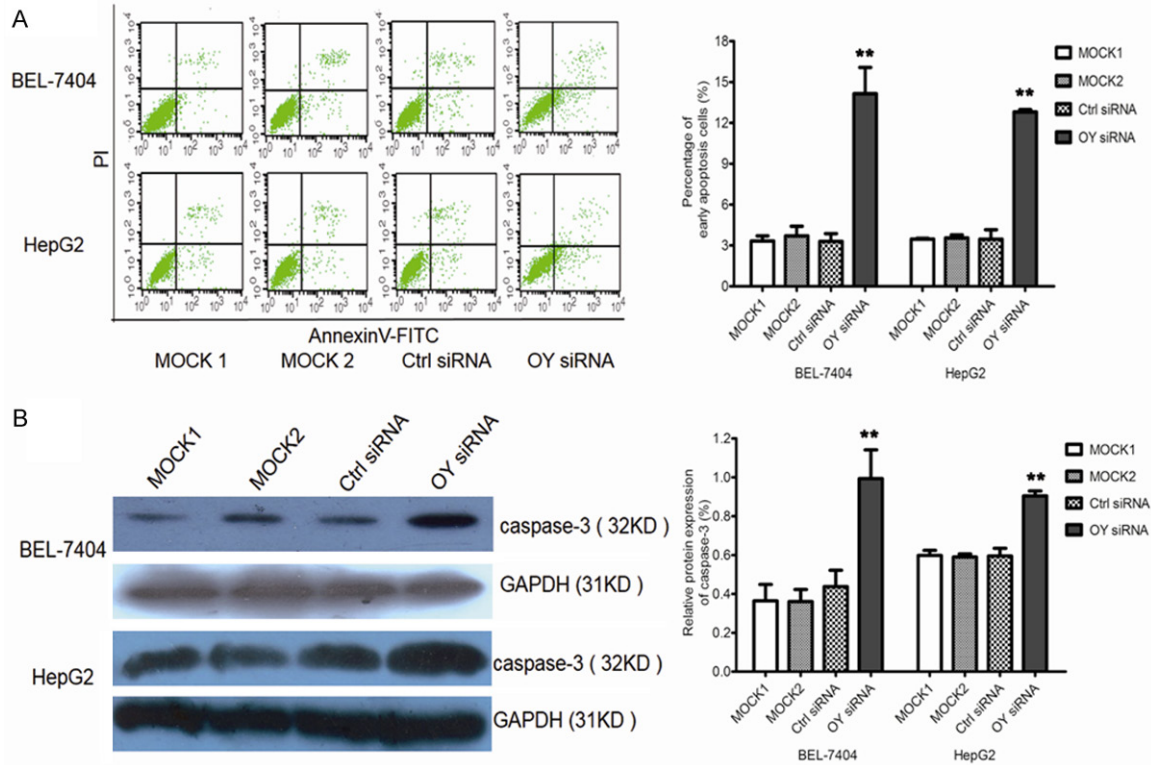 A
BEL-7404
HepG2
PI
10⁰ 10¹ 10² 10³ 10⁴
AnnexinV-FITC
MOCK 1 MOCK 2 Ctrl siRNA OY siRNA
Percentage of
early apoptosis cells (%)
18
15
12
9
6
3
0
** **
MOCK1 MOCK2 Ctrl siRNA OY siRNA MOCK1 MOCK2 Ctrl siRNA OY siRNA
BEL-7404 HepG2
MOCK1
MOCK2
Ctrl siRNA
OY siRNA
B
MOCK1 MOCK2 Ctrl siRNA OY siRNA
BEL-7404
caspase-3 ( 32KD )
GAPDH (31KD )
HepG2
caspase-3 ( 32KD )
GAPDH (31KD )
Relative protein expression
of caspase-3 (%)
1.2
1.0
0.8
0.6
0.4
0.2
0.0
** **
MOCK1 MOCK2 Ctrl siRNA OY siRNA MOCK1 MOCK2 Ctrl siRNA OY siRNA
BEL-7404 HepG2
MOCK1
MOCK2
Ctrl siRNA
OY siRNA